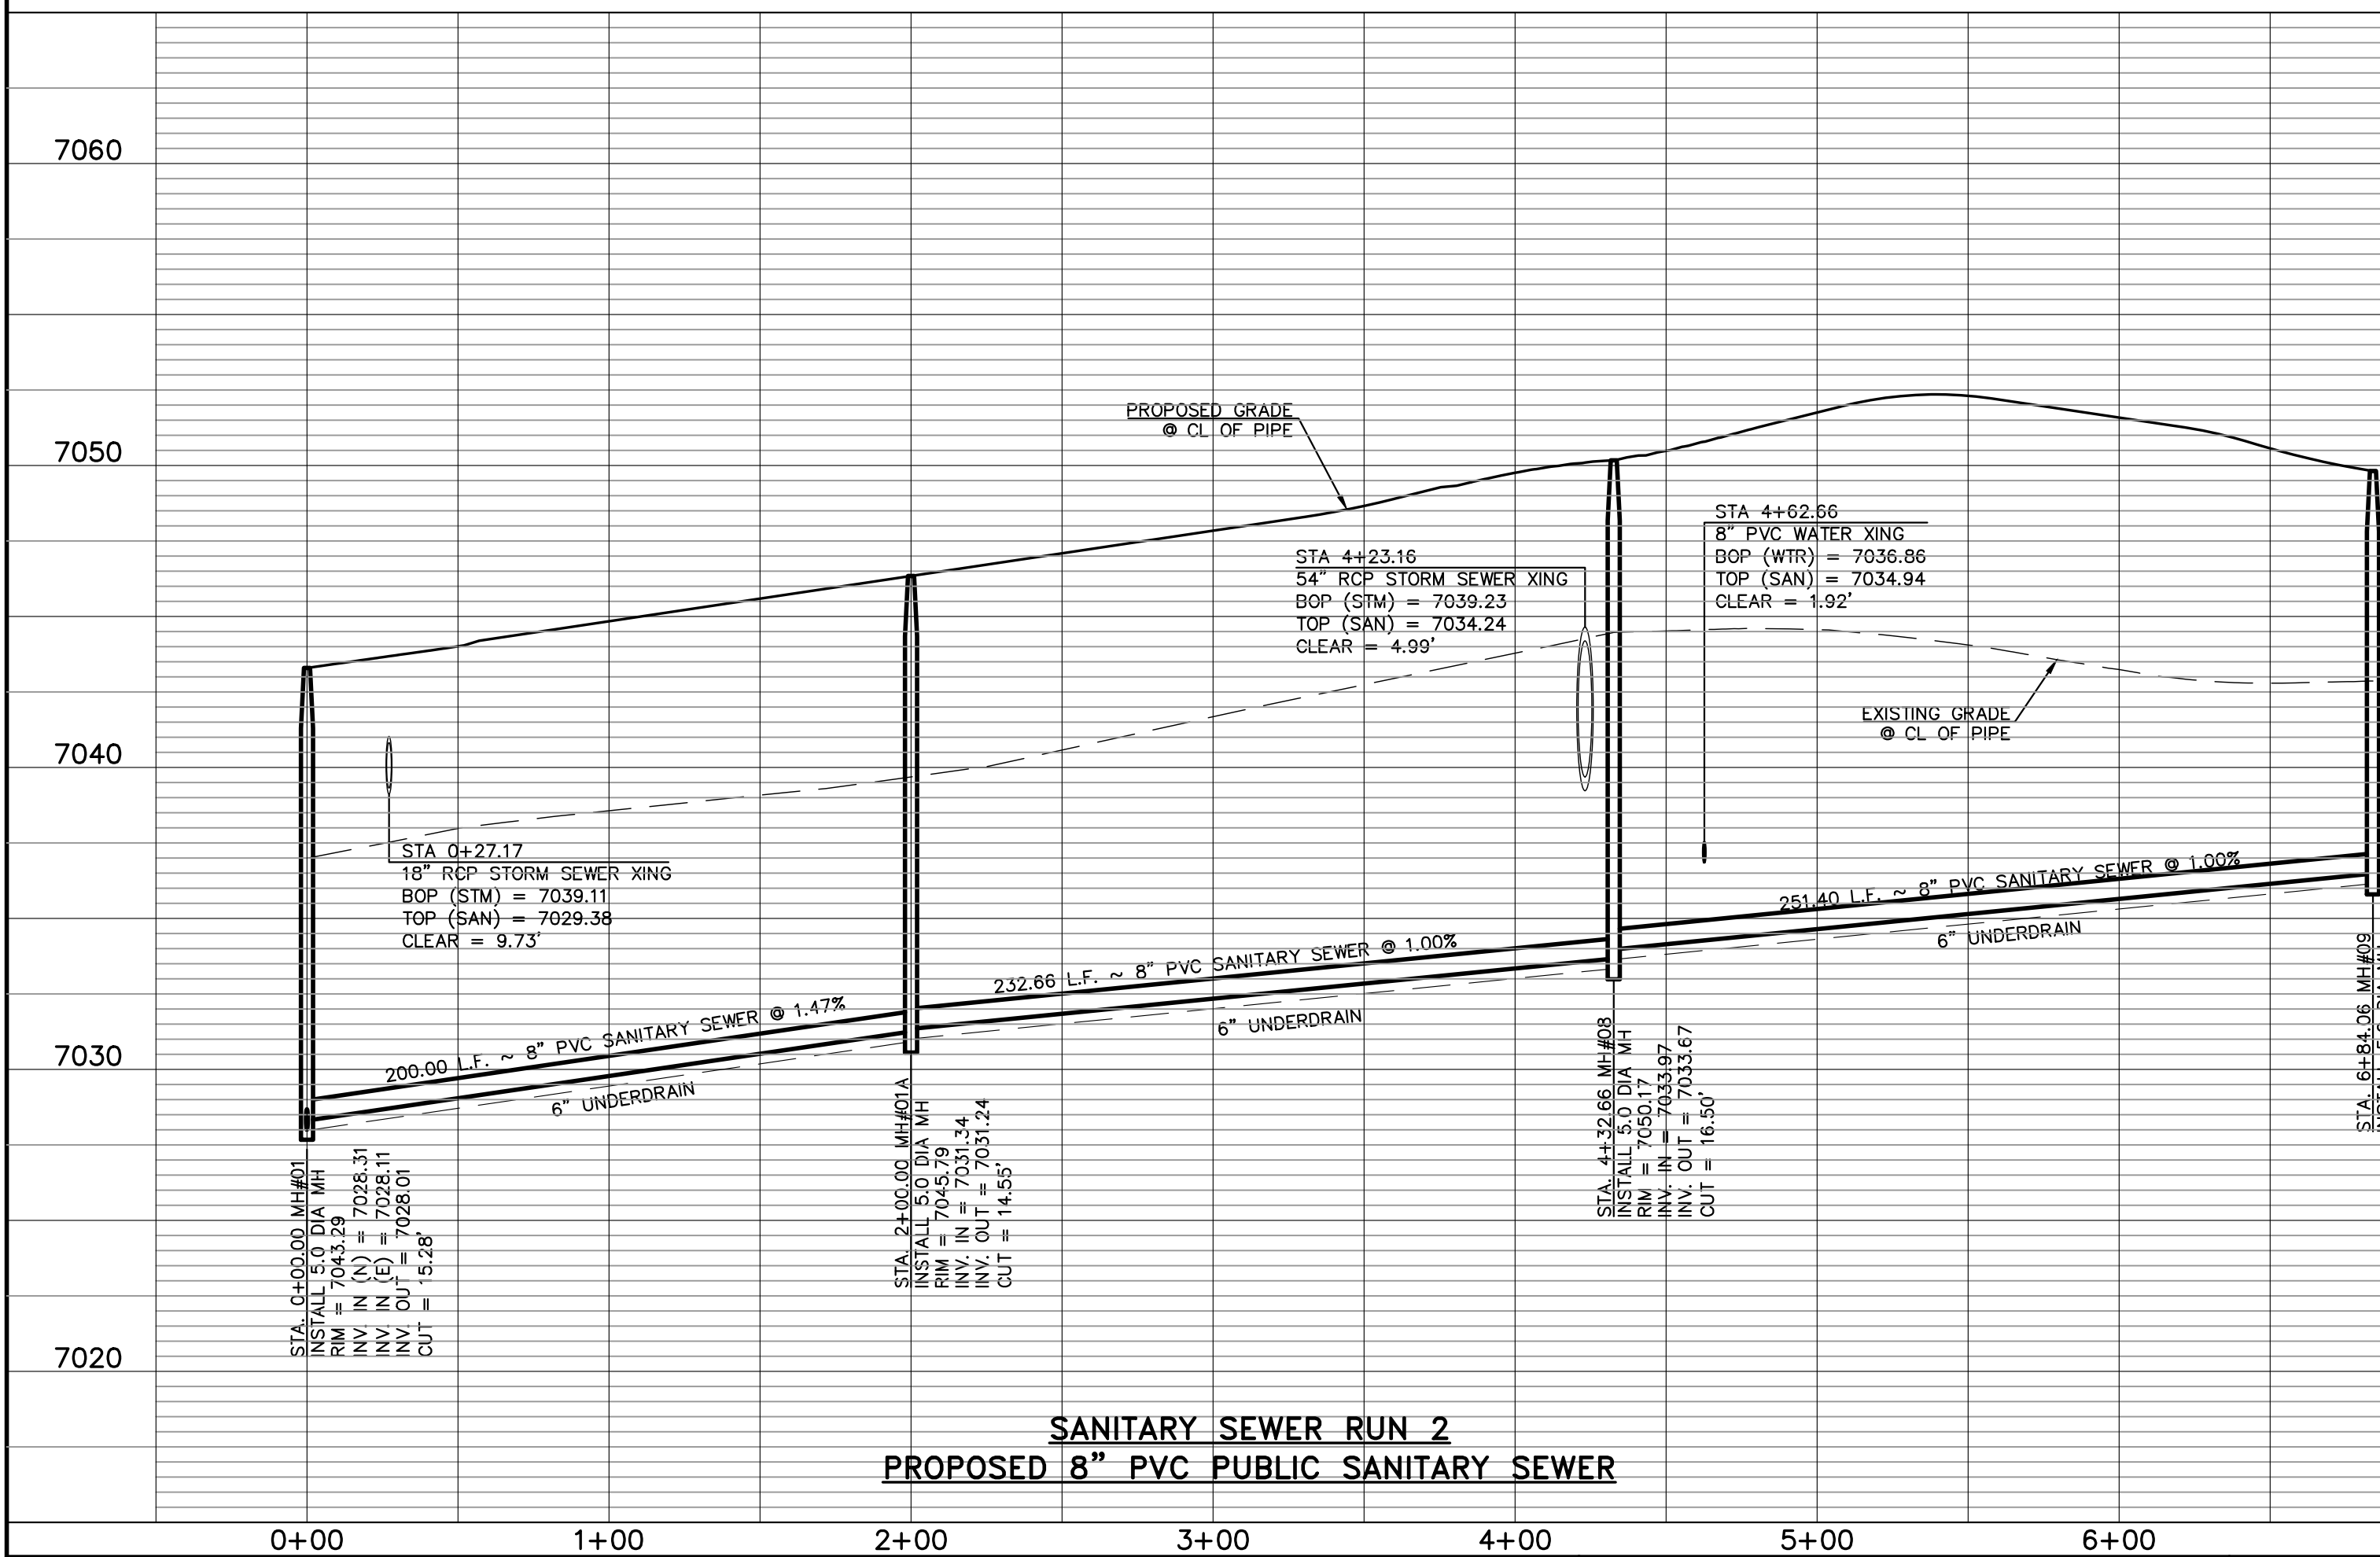 7060
7050
7040
7030
7020
PROPOSED GRADE
@ CL OF PIPE
STA 4+23.16
54" RCP STORM SEWER XING
BOP (STM) = 7039.23
TOP (SAN) = 7034.24
CLEAR = 4.99'
STA 4+62.66
8" PVC WATER XING
BOP (WTR) = 7036.86
TOP (SAN) = 7034.94
CLEAR = 1.92'
EXISTING GRADE
@ CL OF PIPE
STA 0+27.17
18" RCP STORM SEWER XING
BOP (STM) = 7039.11
TOP (SAN) = 7029.38
CLEAR = 9.73'
200.00 L.F. ~ 8" PVC SANITARY SEWER @ 1.47%
6" UNDERDRAIN
232.66 L.F. ~ 8" PVC SANITARY SEWER @ 1.00%
6" UNDERDRAIN
251.40 L.F. ~ 8" PVC SANITARY SEWER @ 1.00%
6" UNDERDRAIN
STA. 0+00.00 MH#01
INSTALL 5.0 DIA MH
RIM = 7043.29
INV. IN (N) = 7028.31
INV. IN (E) = 7028.11
INV. OUT = 7028.01
CUT = 15.28'
STA. 2+00.00 MH#01A
INSTALL 5.0 DIA MH
RIM = 7045.79
INV. IN = 7031.34
INV. OUT = 7031.24
CUT = 14.55'
STA. 4+32.66 MH#08
INSTALL 5.0 DIA MH
RIM = 7050.17
INV. IN = 7033.97
INV. OUT = 7033.67
CUT = 16.50'
STA. 6+84.06 MH#09
SANITARY SEWER RUN 2
PROPOSED 8" PVC PUBLIC SANITARY SEWER
0+00 1+00 2+00 3+00 4+00 5+00 6+00